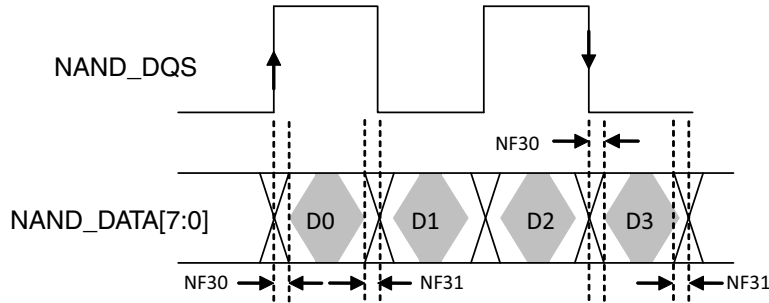 NAND_DQS
NF30
NAND_DATA[7:0]
D0 D1 D2 D3
NF30 NF31 NF31